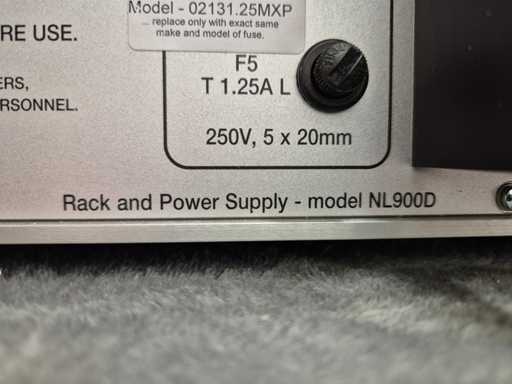 Model - 02131.25MXP
... replace only with exact same
make and model of fuse.
RE USE.
F5
T 1.25A L
ERS,
ERSONNEL.
250V, 5 x 20mm
Rack and Power Supply - model NL900D